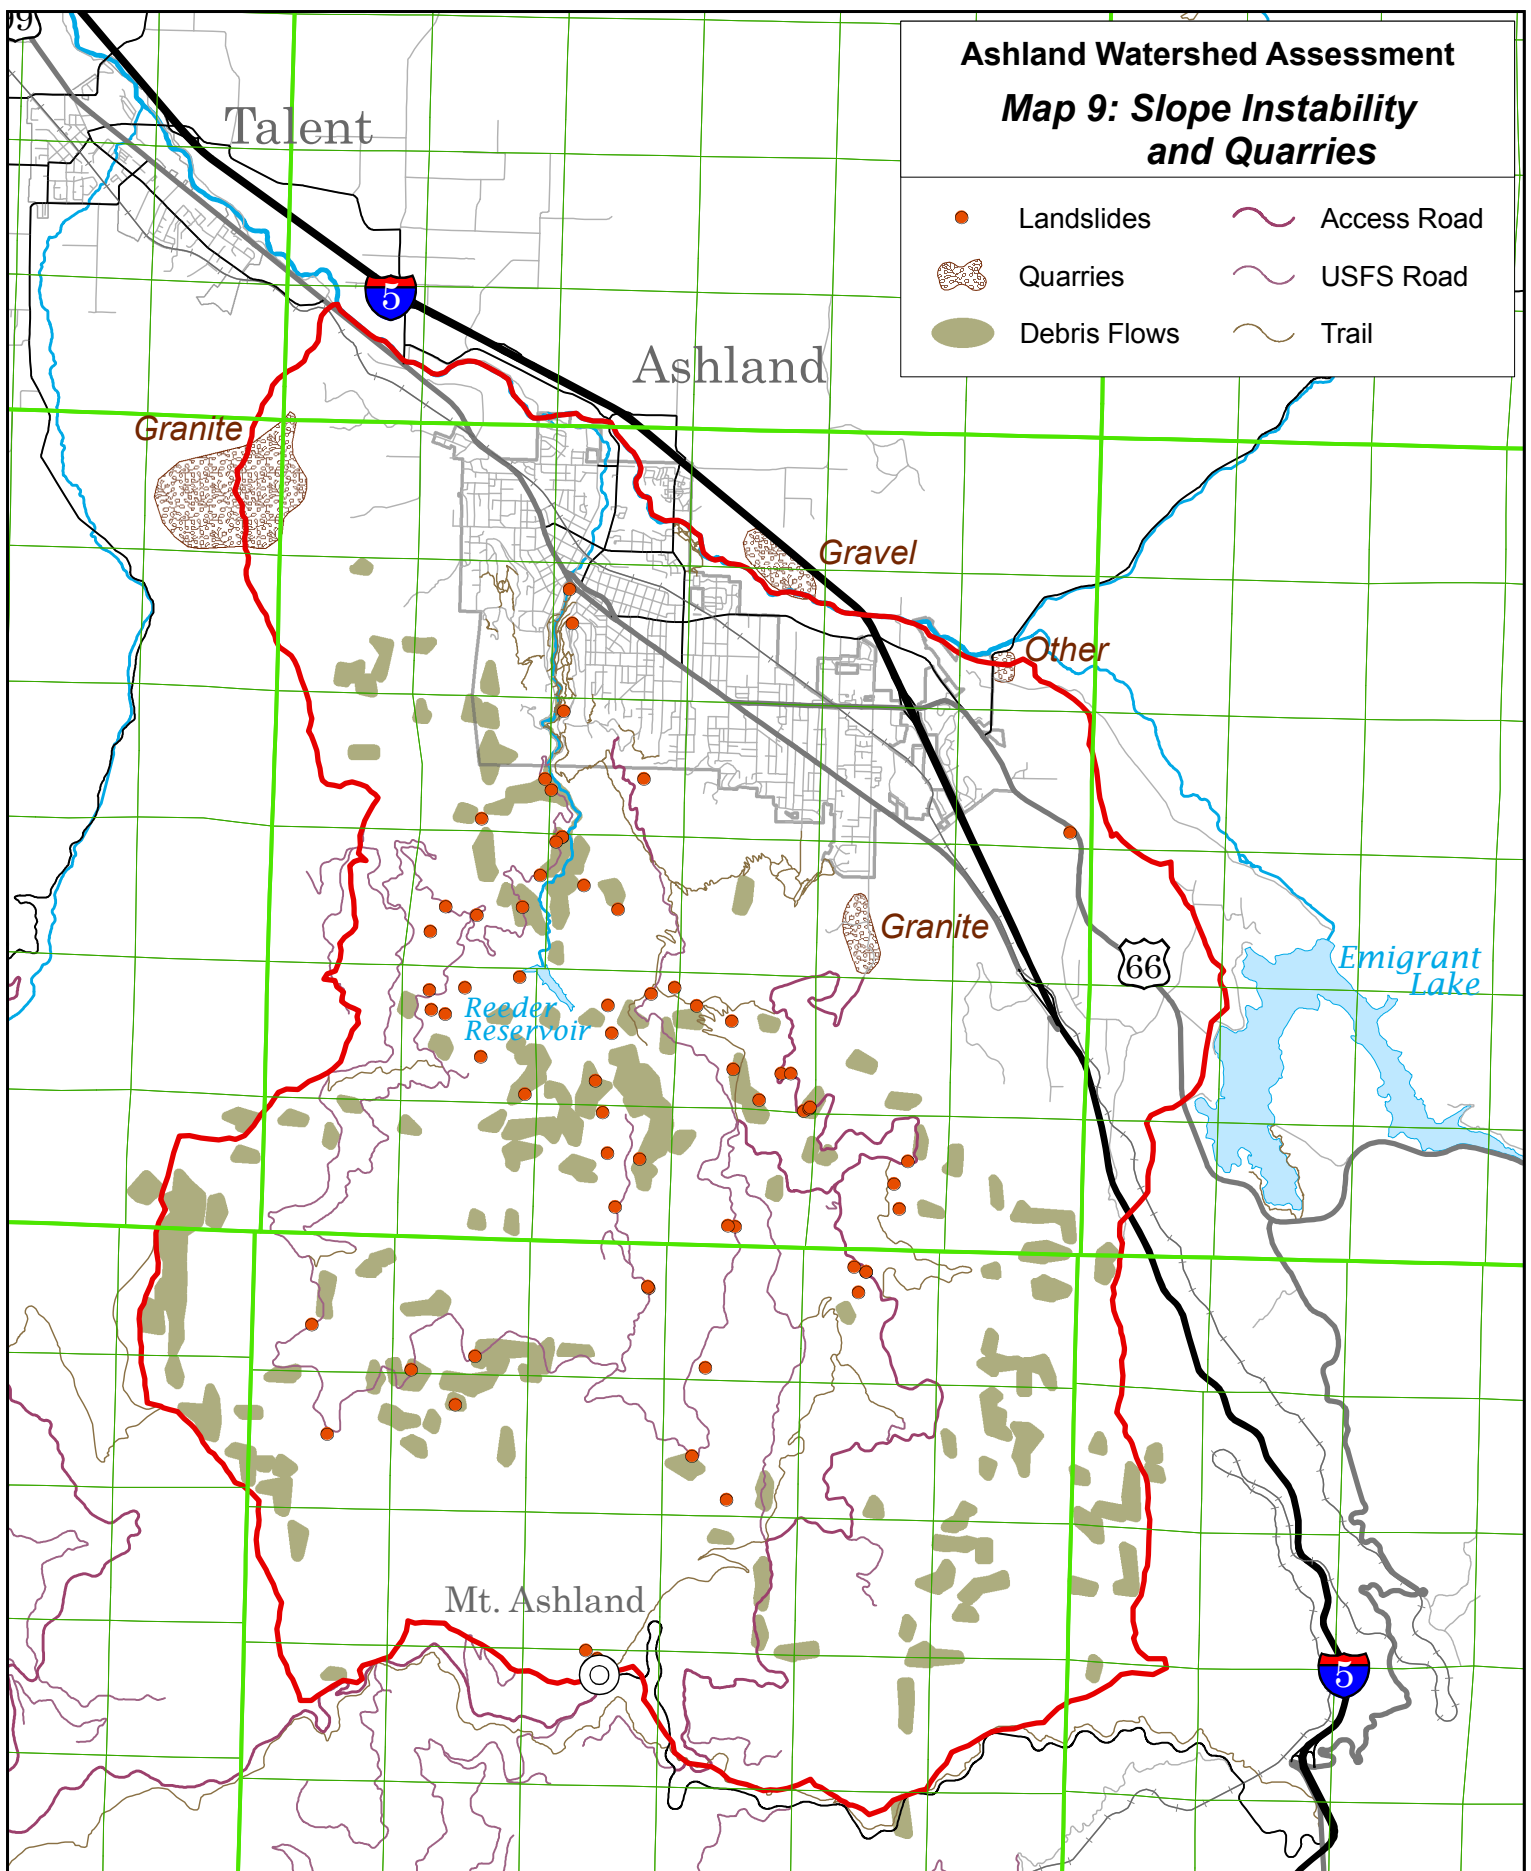 Ashland Watershed Assessment
Map 9: Slope Instability
and Quarries
Landslides
Access Road
Quarries
USFS Road
Debris Flows
Trail
99
Talent
5
Ashland
Granite
Gravel
Other
Granite
66
Emigrant
Lake
Reeder
Reservoir
Mt. Ashland
5